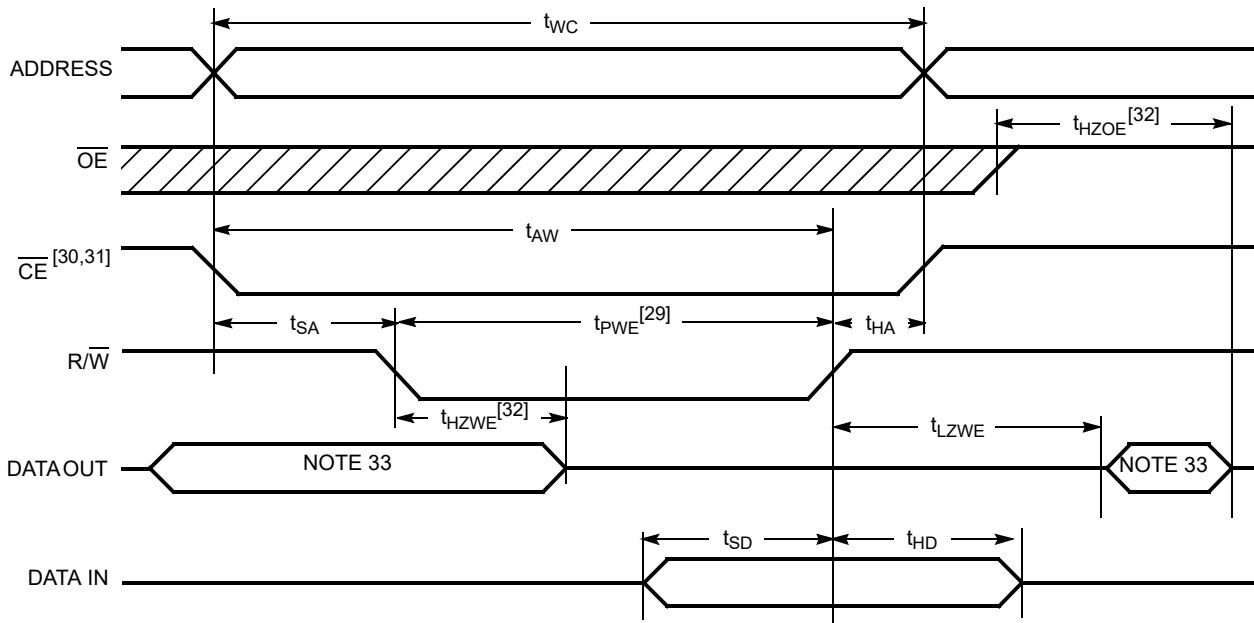 tWC
ADDRESS
tHZOE[32]
OE
tAW
CE [30,31]
tSA
tPWE[29]
tHA
R/W
tHZWE[32]
tLZWE
DATA OUT
NOTE 33
NOTE 33
tSD
tHD
DATA IN